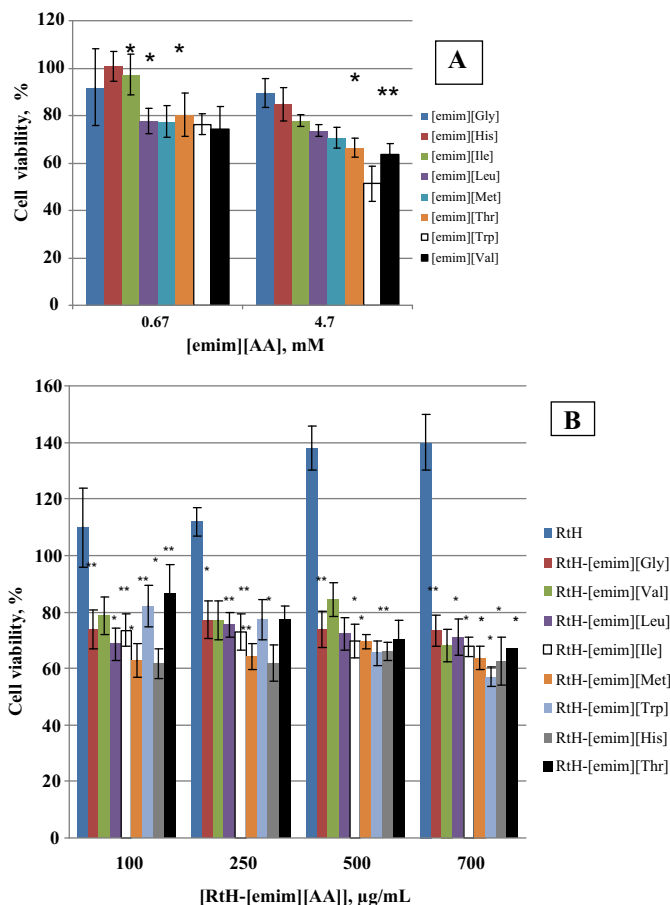 A
Cell viability, %
120
100
80
60
40
20
0
* * * * **
0.67 4.7
[emim][AA], mM
[emim][Gly]
[emim][His]
[emim][Ile]
[emim][Leu]
[emim][Met]
[emim][Thr]
[emim][Trp]
[emim][Val]
B
Cell viability, %
160
140
120
100
80
60
40
20
0
** * ** * ** * **
* ** ** ** *
** * * **
** * * * * * *
100 250 500 700
[RtH-[emim][AA]], µg/mL
RtH
RtH-[emim][Gly]
RtH-[emim][Val]
RtH-[emim][Leu]
RtH-[emim][Ile]
RtH-[emim][Met]
RtH-[emim][Trp]
RtH-[emim][His]
RtH-[emim][Thr]